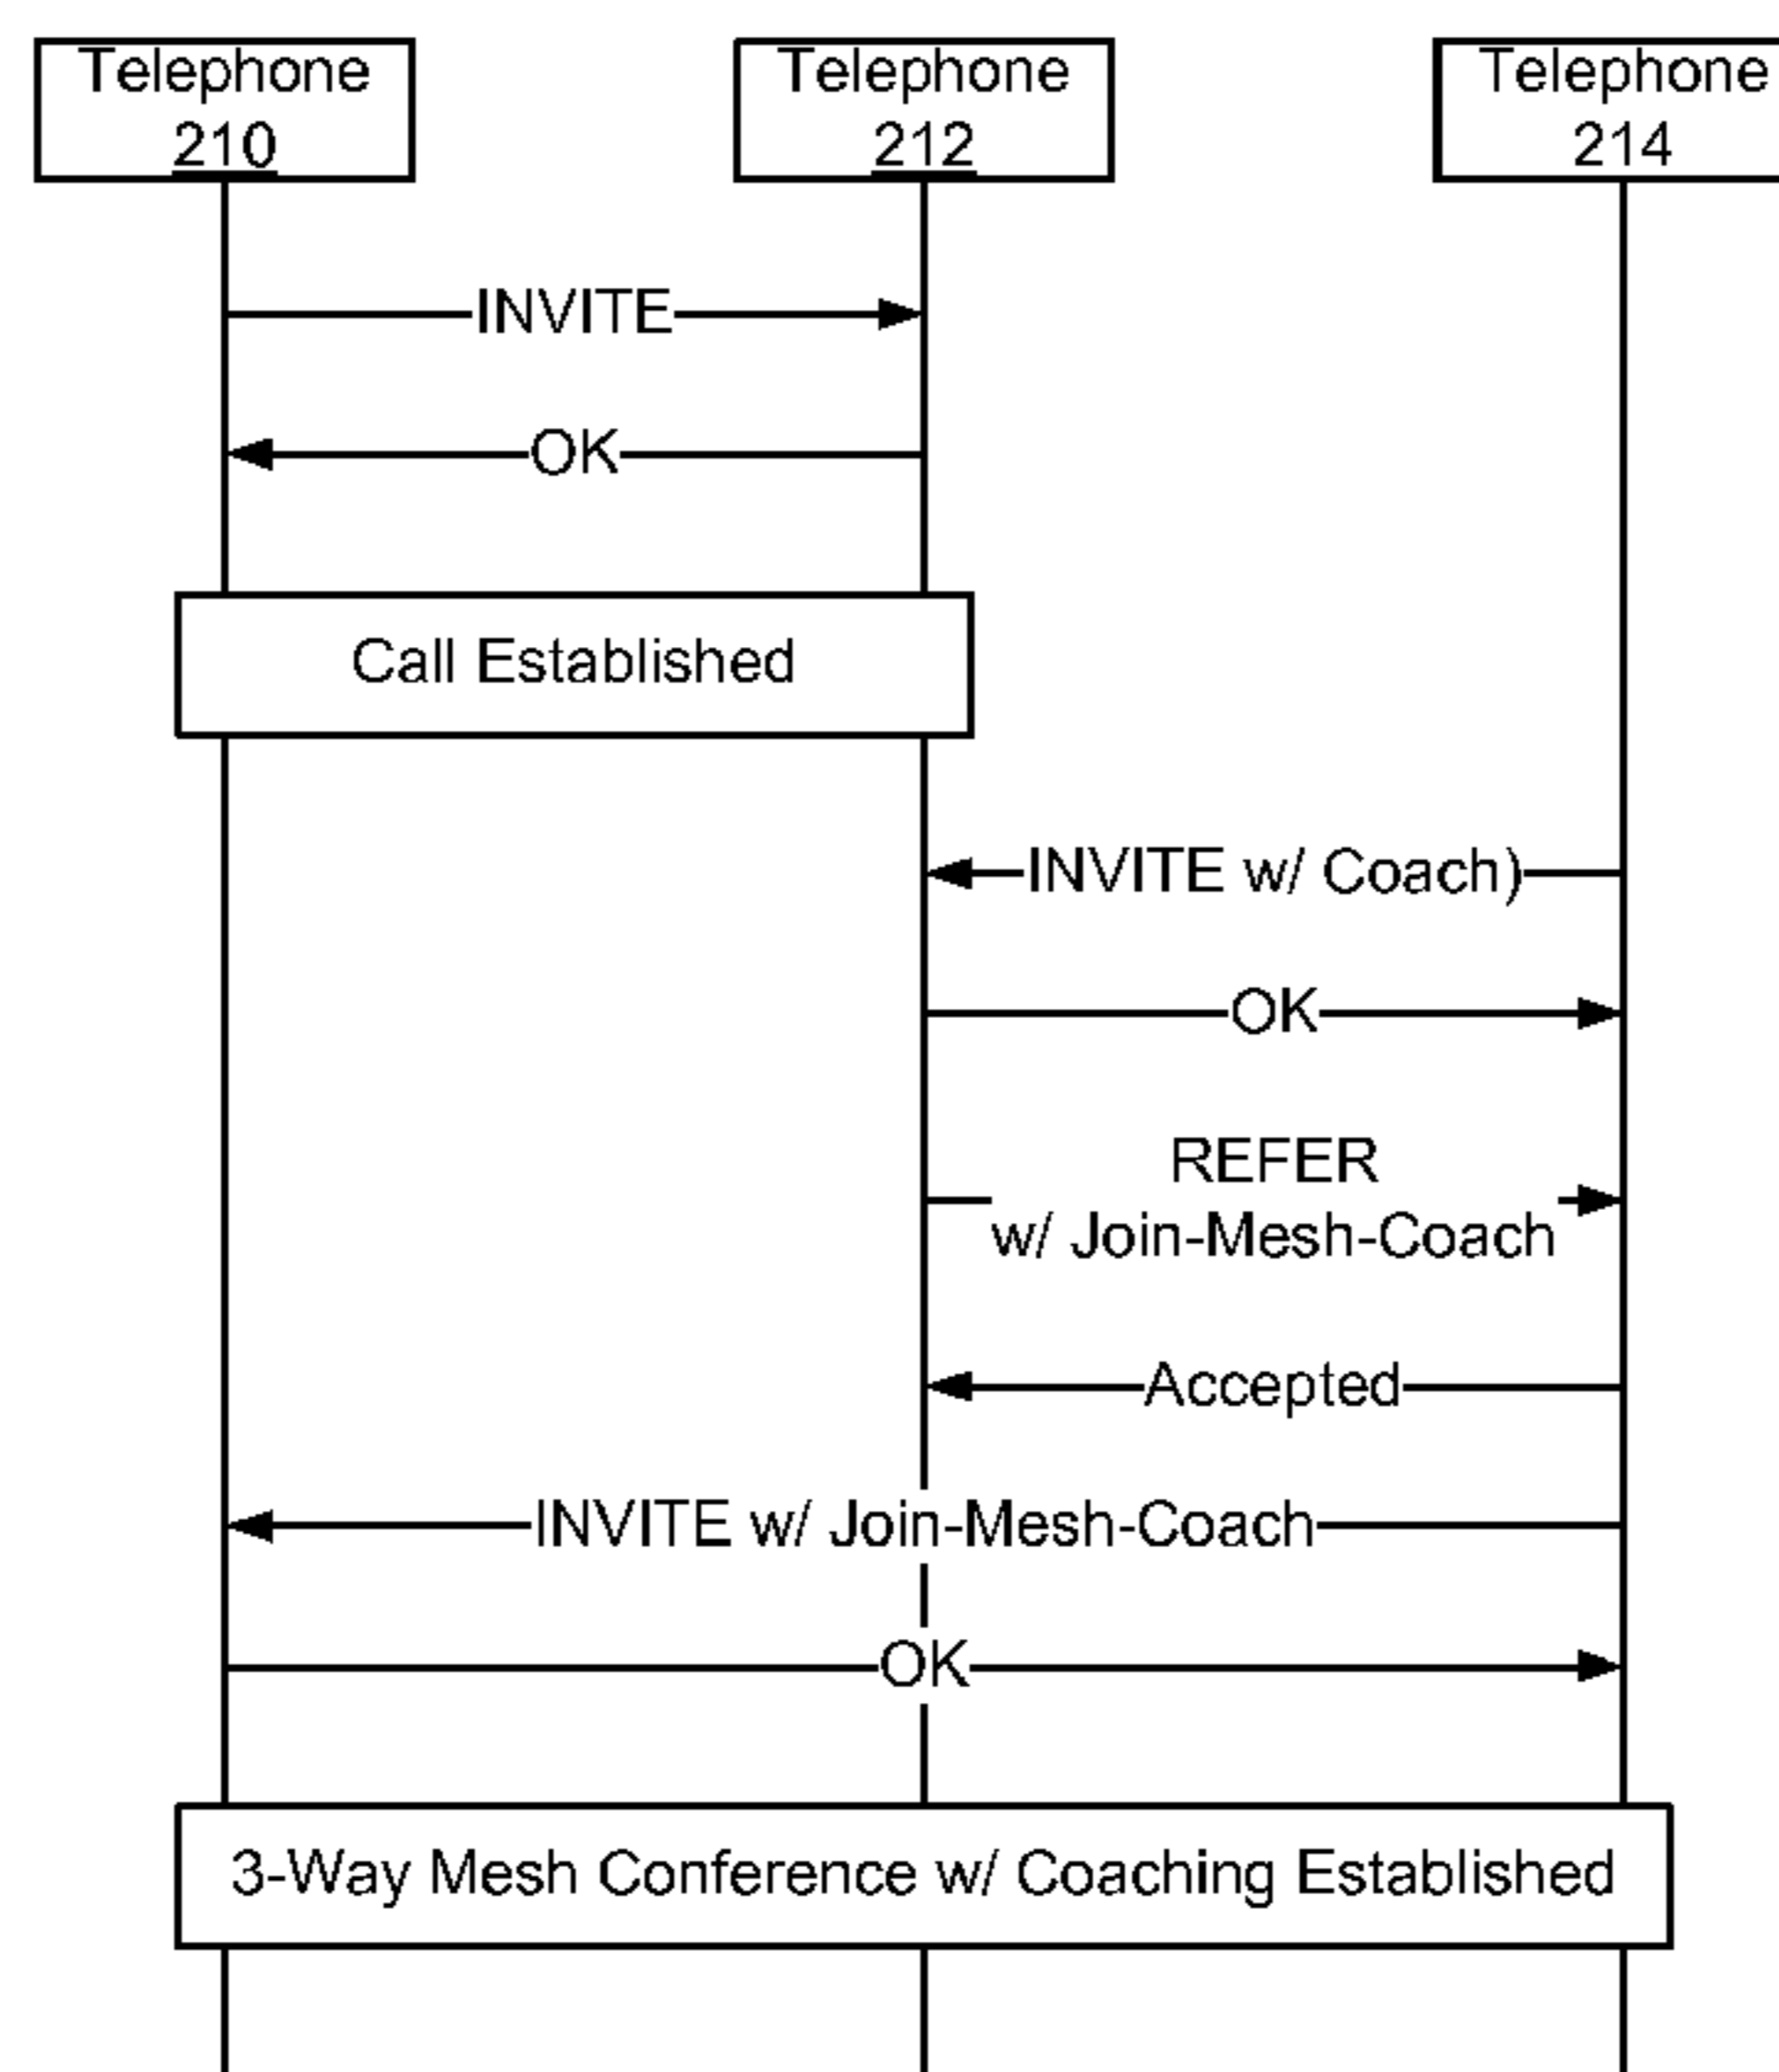 Telephone
210
Telephone
212
Telephone
214
INVITE
OK
Call Established
INVITE w/ Coach)
OK
REFER
w/ Join-Mesh-Coach
Accepted
INVITE w/ Join-Mesh-Coach
OK
3-Way Mesh Conference w/ Coaching Established